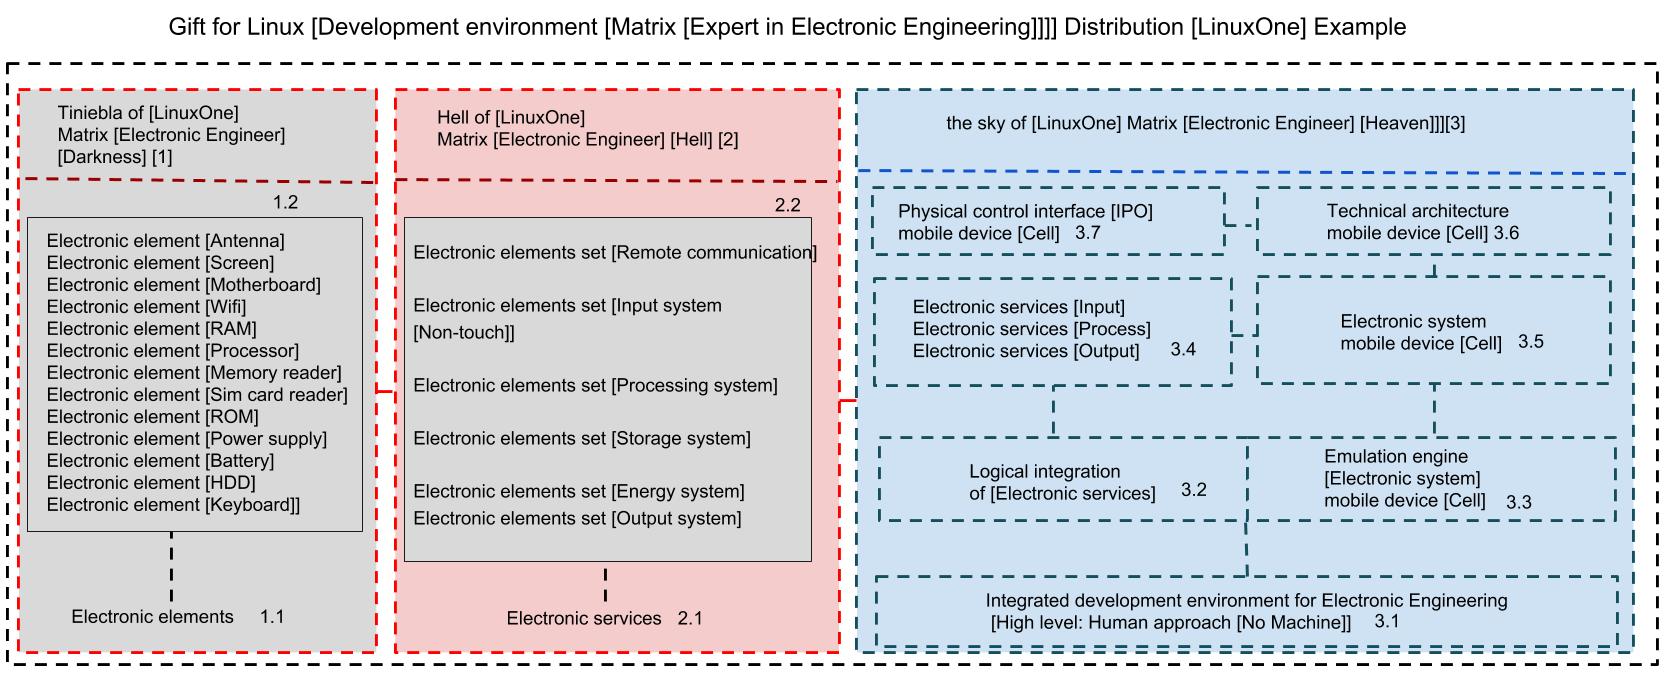 Gift for Linux [Development environment [Matrix [Expert in Electronic Engineering]]]] Distribution [LinuxOne] Example
Tiniebla of [LinuxOne]
Matrix [Electronic Engineer]
[Darkness] [1]
1.2
Electronic element [Antenna]
Electronic element [Screen]
Electronic element [Motherboard]
Electronic element [Wifi]
Electronic element [RAM]
Electronic element [Processor]
Electronic element [Memory reader]
Electronic element [Sim card reader]
Electronic element [ROM]
Electronic element [Power supply]
Electronic element [Battery]
Electronic element [HDD]
Electronic element [Keyboard]]
Electronic elements 1.1
Hell of [LinuxOne]
Matrix [Electronic Engineer] [Hell] [2]
2.2
Electronic elements set [Remote communication]
Electronic elements set [Input system
[Non-touch]]
Electronic elements set [Processing system]
Electronic elements set [Storage system]
Electronic elements set [Energy system]
Electronic elements set [Output system]
Electronic services 2.1
the sky of [LinuxOne] Matrix [Electronic Engineer] [Heaven]]][3]
Physical control interface [IPO]
mobile device [Cell] 3.7
Technical architecture
mobile device [Cell] 3.6
Electronic services [Input]
Electronic services [Process]
Electronic services [Output] 3.4
Electronic system
mobile device [Cell] 3.5
Logical integration
of [Electronic services] 3.2
Emulation engine
[Electronic system]
mobile device [Cell] 3.3
Integrated development environment for Electronic Engineering
[High level: Human approach [No Machine]] 3.1